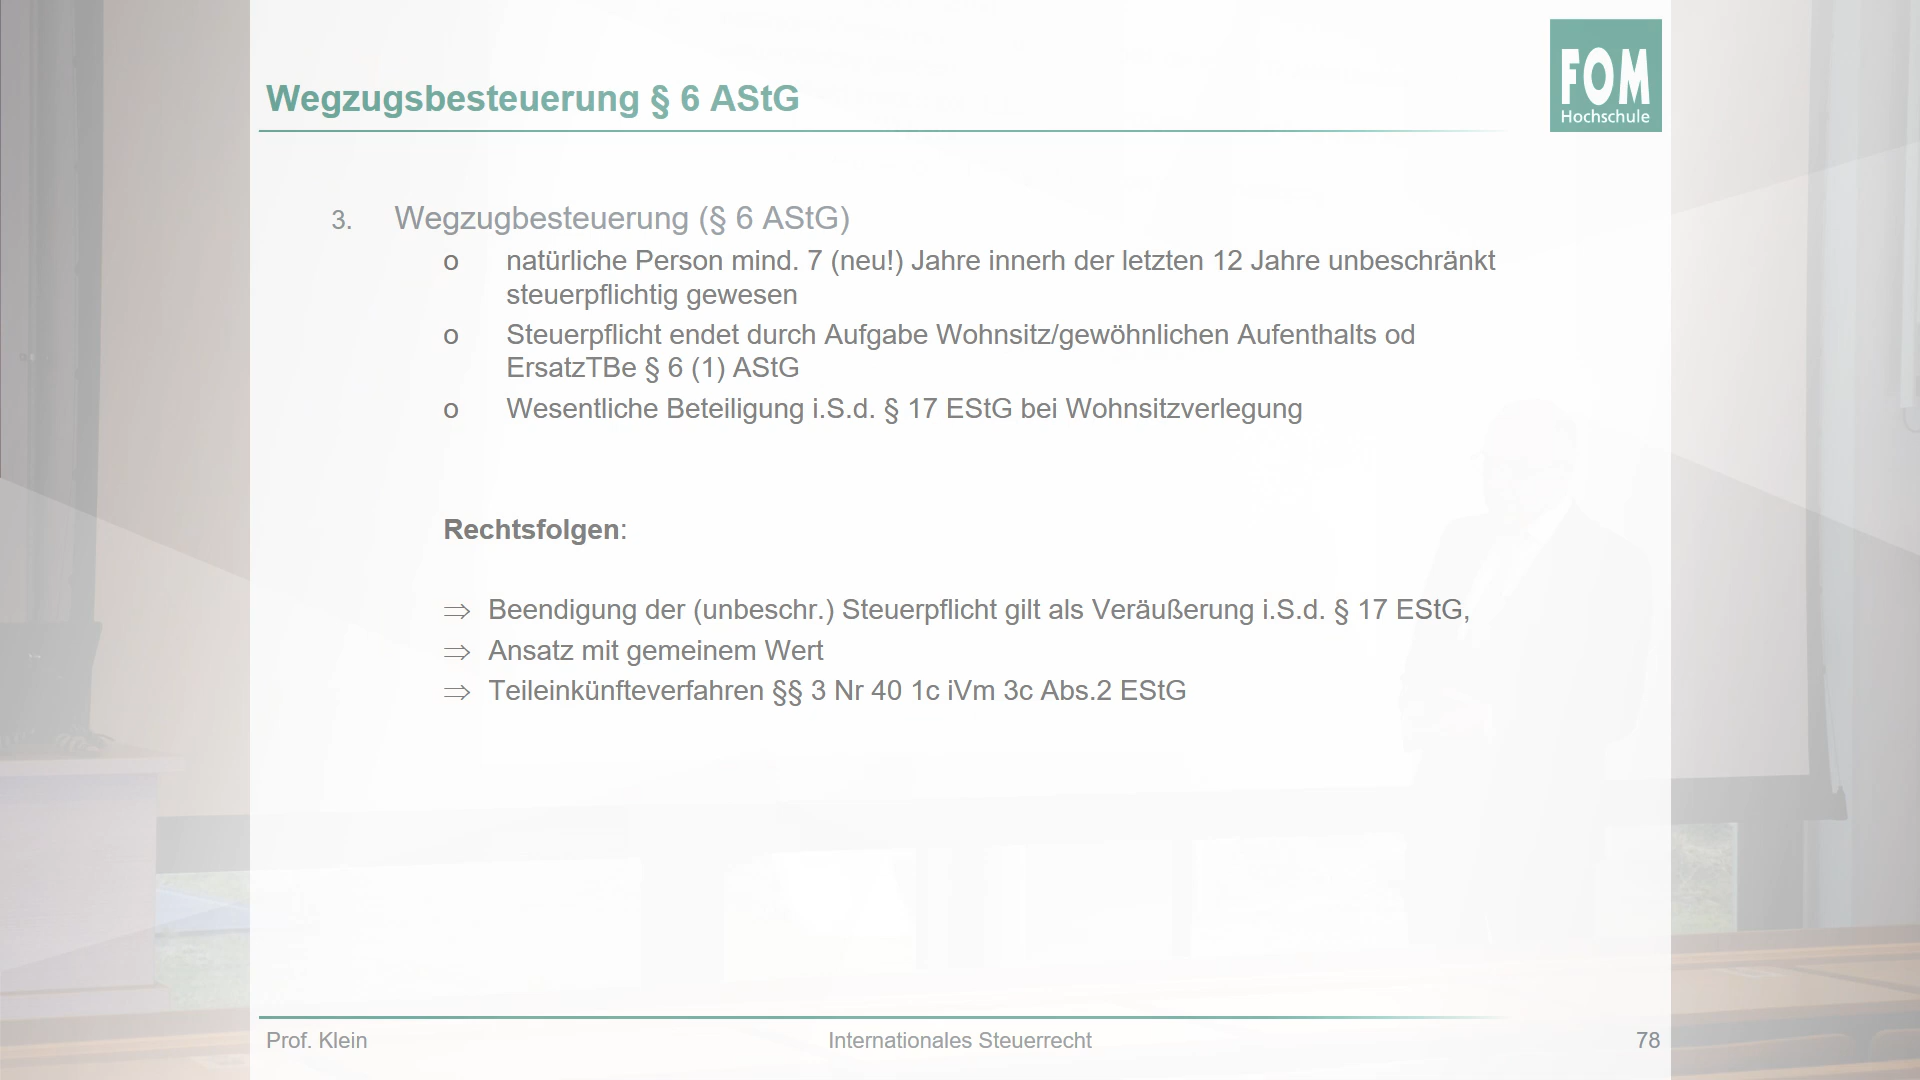 FOM
Hochschule
Wegzugsbesteuerung § 6 AStG
3. Wegzugbesteuerung (§ 6 AStG)
o natürliche Person mind. 7 (neu!) Jahre innerh der letzten 12 Jahre unbeschränkt
steuerpflichtig gewesen
o Steuerpflicht endet durch Aufgabe Wohnsitz/gewöhnlichen Aufenthalts od
ErsatzTBe § 6 (1) AStG
o Wesentliche Beteiligung i.S.d. § 17 EStG bei Wohnsitzverlegung
Rechtsfolgen:
⇒ Beendigung der (unbeschr.) Steuerpflicht gilt als Veräußerung i.S.d. § 17 EStG,
⇒ Ansatz mit gemeinem Wert
⇒ Teileinkünfteverfahren §§ 3 Nr 40 1c iVm 3c Abs.2 EStG
Prof. Klein Internationales Steuerrecht 78